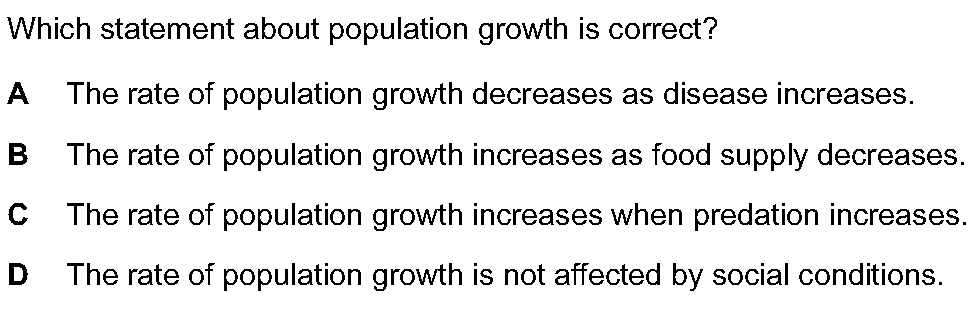 Which statement about population growth is correct?
A The rate of population growth decreases as disease increases.
B The rate of population growth increases as food supply decreases.
C The rate of population growth increases when predation increases.
D The rate of population growth is not affected by social conditions.